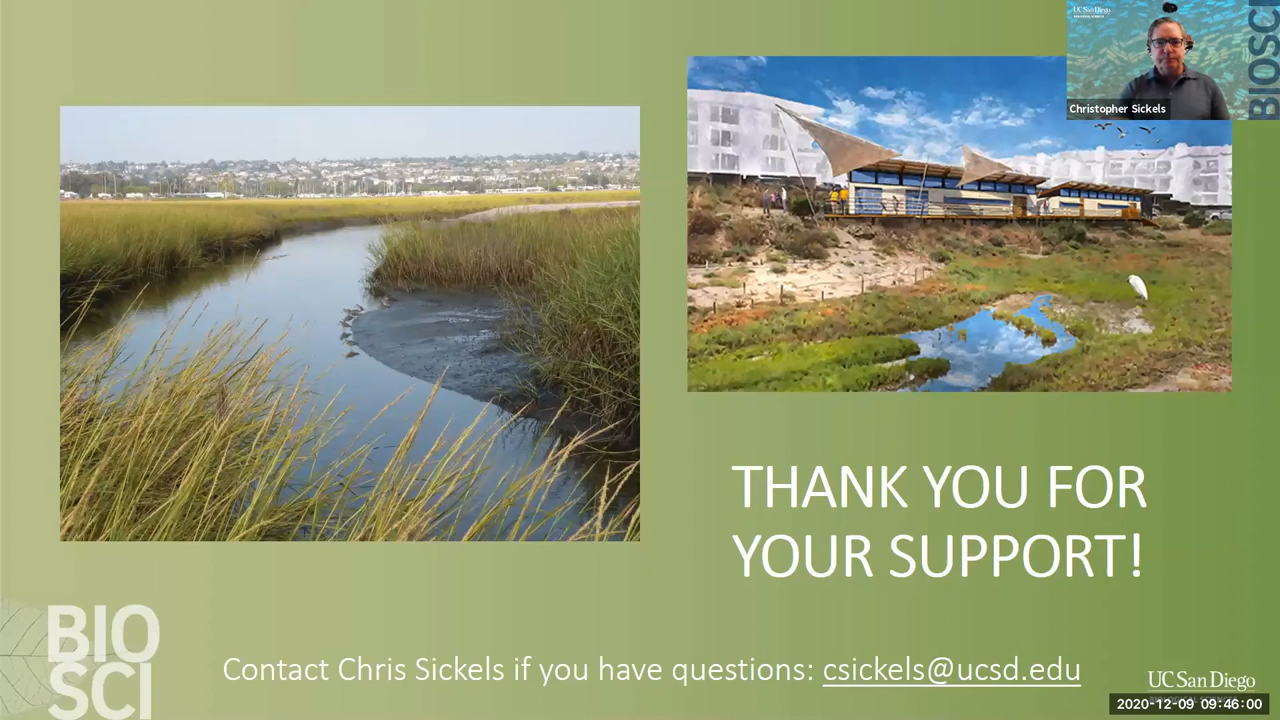 UC San Diego
BIOSCI
Christopher Sickels
THANK YOU FOR
YOUR SUPPORT!
BIO
SCI
Contact Chris Sickels if you have questions: csickels@ucsd.edu
UC San Diego
2020-12-09 09:46:00